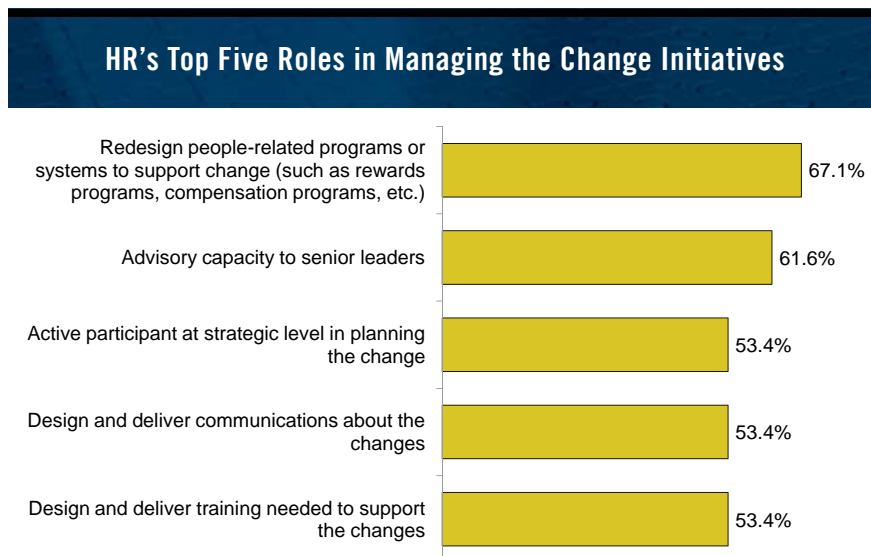 HR's Top Five Roles in Managing the Change Initiatives
Redesign people-related programs or
systems to support change (such as rewards
programs, compensation programs, etc.)
67.1%
Advisory capacity to senior leaders
61.6%
Active participant at strategic level in planning
the change
53.4%
Design and deliver communications about the
changes
53.4%
Design and deliver training needed to support
the changes
53.4%